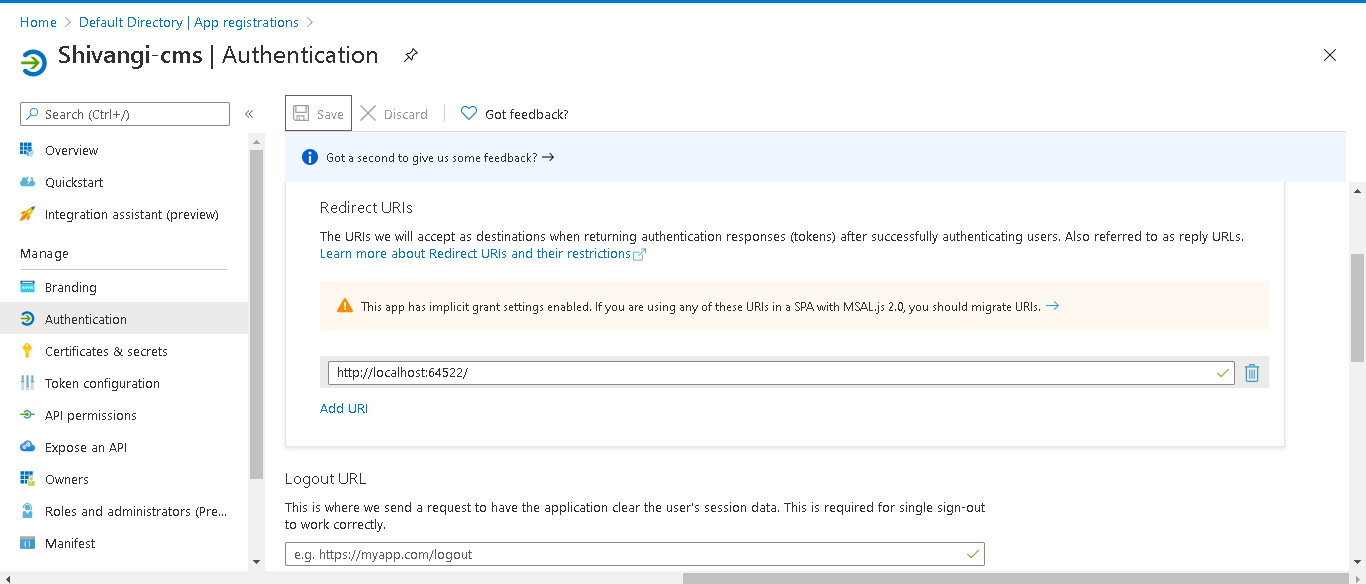 Home > Default Directory | App registrations >
Shivangi-cms | Authentication
Search (Ctrl+/)
«
Overview
Quickstart
Integration assistant (preview)
Manage
Branding
Authentication
Certificates & secrets
Token configuration
API permissions
Expose an API
Owners
Roles and administrators (Pre...
Manifest
Save Discard | Got feedback?
Got a second to give us some feedback? →
Redirect URIs
The URIs we will accept as destinations when returning authentication responses (tokens) after successfully authenticating users. Also referred to as reply URLs.
Learn more about Redirect URIs and their restrictions
This app has implicit grant settings enabled. If you are using any of these URIs in a SPA with MSAL.js 2.0, you should migrate URIs. →
http://localhost:64522/
Add URI
Logout URL
This is where we send a request to have the application clear the user's session data. This is required for single sign-out
to work correctly.
e.g. https://myapp.com/logout